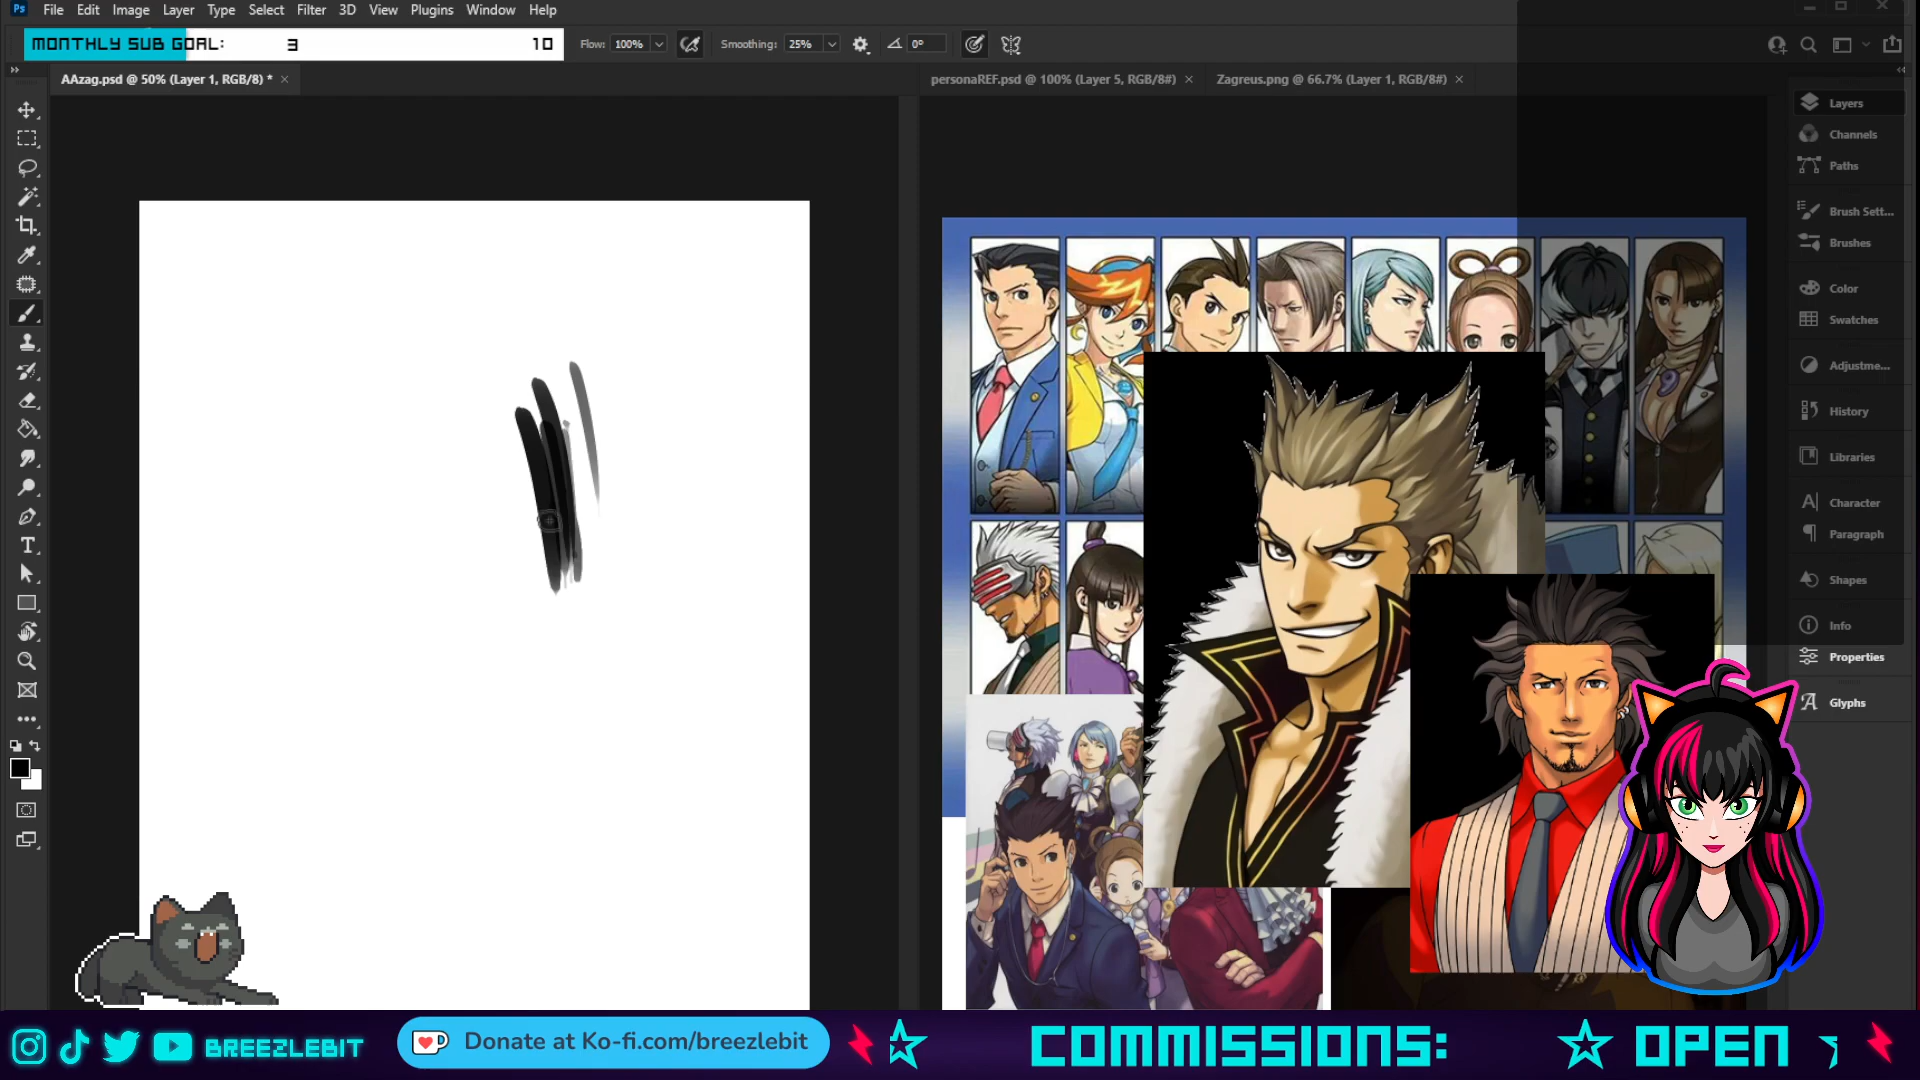 Ps File Edit Image Layer Type Select Filter 3D View Plugins Window Help
MONTHLY SUB GOAL: 3 10
Flow: 100% Smoothing: 25% 0°
AAzag.psd @ 50% (Layer 1, RGB/8) * ×
personaREF.psd @ 100% (Layer 5, RGB/8#) ×
Zagreus.png @ 66.7% (Layer 1, RGB/8#) ×
Layers
Channels
Paths
Brush Sett...
Brushes
Color
Swatches
Adjustme...
History
Libraries
Character
Paragraph
Shapes
Info
Properties
Glyphs
BREEZLEBIT
Donate at Ko-fi.com/breezlebit
COMMISSIONS: OPEN